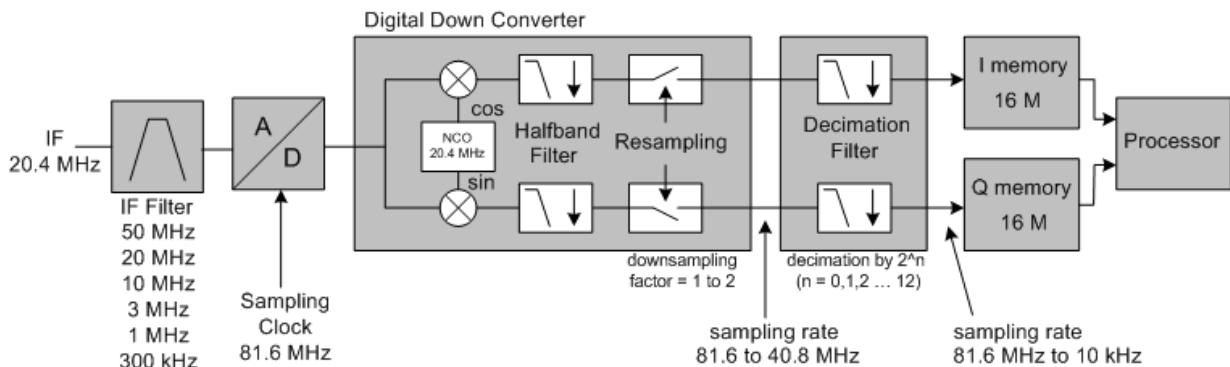 Digital Down Converter
IF
20.4 MHz
IF Filter
50 MHz
20 MHz
10 MHz
3 MHz
1 MHz
300 kHz
A
D
Sampling
Clock
81.6 MHz
cos
NCO
20.4 MHz
sin
Halfband
Filter
Resampling
downsampling
factor = 1 to 2
sampling rate
81.6 to 40.8 MHz
Decimation
Filter
decimation by 2^n
(n = 0,1,2 ... 12)
sampling rate
81.6 MHz to 10 kHz
I memory
16 M
Q memory
16 M
Processor